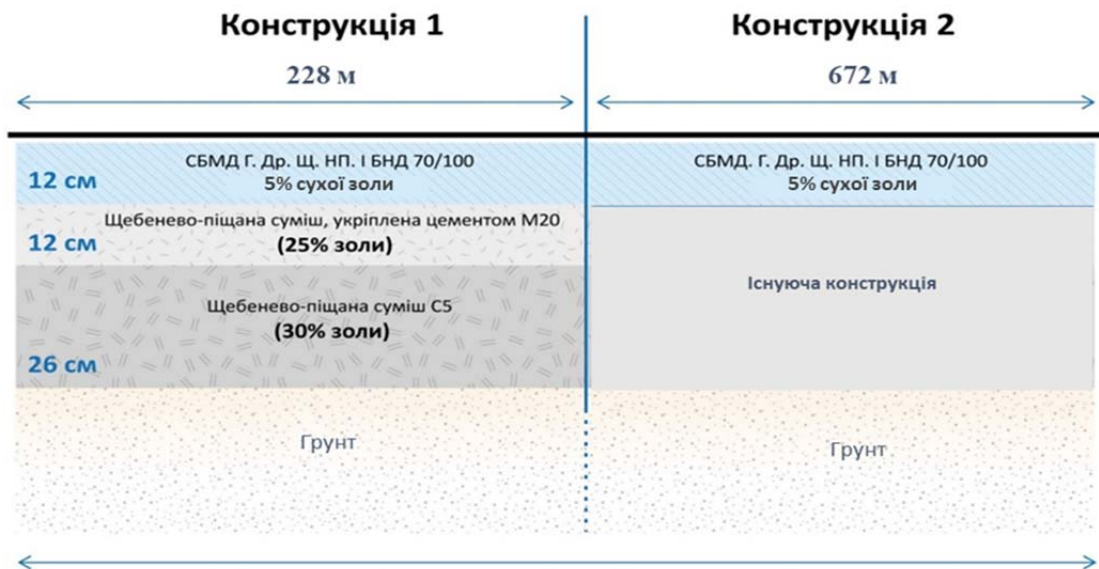 Конструкція 1
Конструкція 2
228 м
672 м
СБМД Г. Др. Щ. НП. І БНД 70/100
5% сухої золи
12 см
СБМД. Г. Др. Щ. НП. І БНД 70/100
5% сухої золи
Щебенево-піщана суміш, укріплена цементом М20
(25% золи)
12 см
Щебенево-піщана суміш С5
(30% золи)
26 см
Існуюча конструкція
Грунт
Грунт